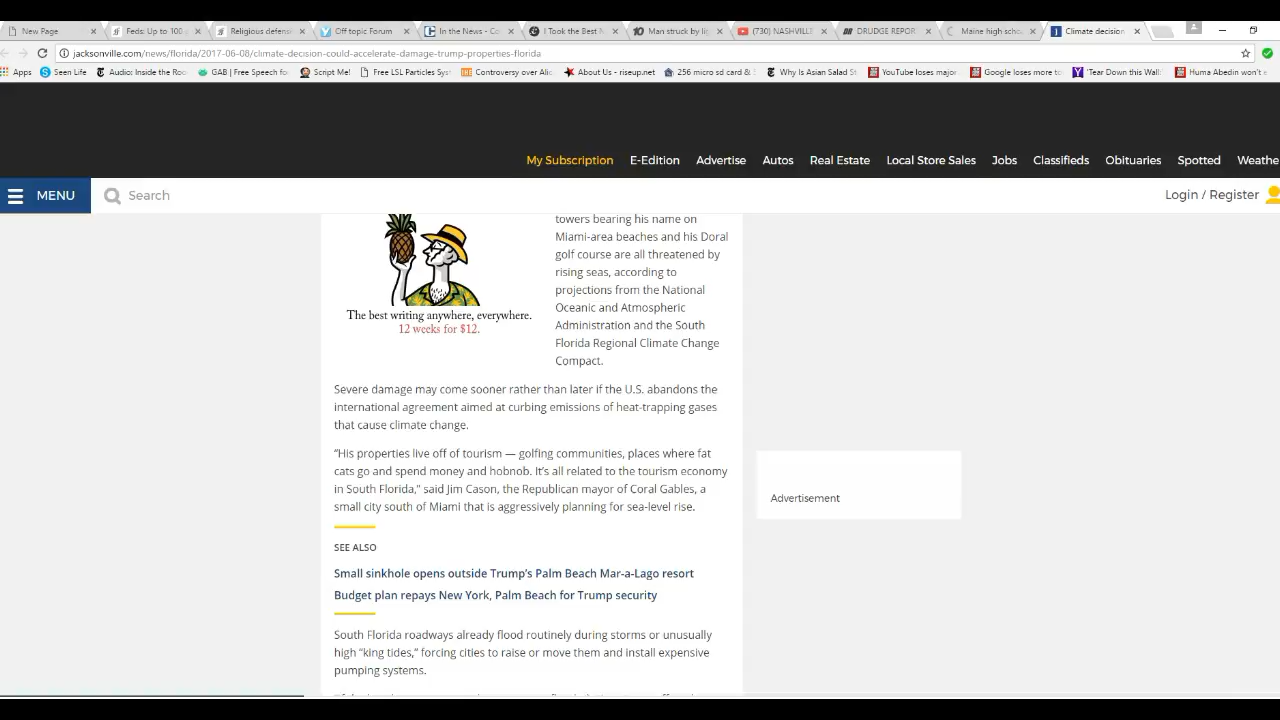 New Page
Feds: Up to 100 g
Religious defens
Off topic Forum
In the News - Co
I Took the Best N
Man struck by lig
(730) NASHVILLE
DRUDGE REPOR
Maine high schoo
Climate decision
jacksonville.com/news/florida/2017-06-08/climate-decision-could-accelerate-damage-trump-properties-florida
Apps
Seen Life
Audio: Inside the Ro
GAB | Free Speech fo
Script Me!
Free LSL Particles Sys
Controversy over Alic
About Us - riseup.net
256 micro sd card &
Why Is Asian Salad S
YouTube loses major
Google loses more to
'Tear Down this Wall'
Huma Abedin won't e
My Subscription
E-Edition
Advertise
Autos
Real Estate
Local Store Sales
Jobs
Classifieds
Obituaries
Spotted
Weathe
MENU
Search
Login / Register
The best writing anywhere, everywhere.
12 weeks for $12.
towers bearing his name on
Miami-area beaches and his Doral
golf course are all threatened by
rising seas, according to
projections from the National
Oceanic and Atmospheric
Administration and the South
Florida Regional Climate Change
Compact.
Severe damage may come sooner rather than later if the U.S. abandons the
international agreement aimed at curbing emissions of heat-trapping gases
that cause climate change.
“His properties live off of tourism — golfing communities, places where fat
cats go and spend money and hobnob. It’s all related to the tourism economy
in South Florida,” said Jim Cason, the Republican mayor of Coral Gables, a
small city south of Miami that is aggressively planning for sea-level rise.
Advertisement
SEE ALSO
Small sinkhole opens outside Trump’s Palm Beach Mar-a-Lago resort
Budget plan repays New York, Palm Beach for Trump security
South Florida roadways already flood routinely during storms or unusually
high “king tides,” forcing cities to raise or move them and install expensive
pumping systems.